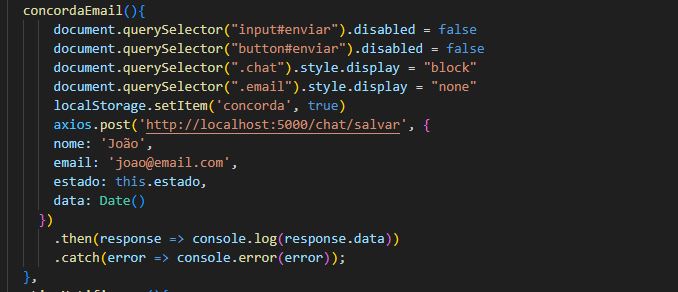 concordaEmail(){
document.querySelector("input#enviar").disabled = false
document.querySelector("button#enviar").disabled = false
document.querySelector(".chat").style.display = "block"
document.querySelector(".email").style.display = "none"
localStorage.setItem('concorda', true)
axios.post('http://localhost:5000/chat/salvar', {
nome: 'João',
email: 'joao@email.com',
estado: this.estado,
data: Date()
})
.then(response => console.log(response.data))
.catch(error => console.error(error));
},